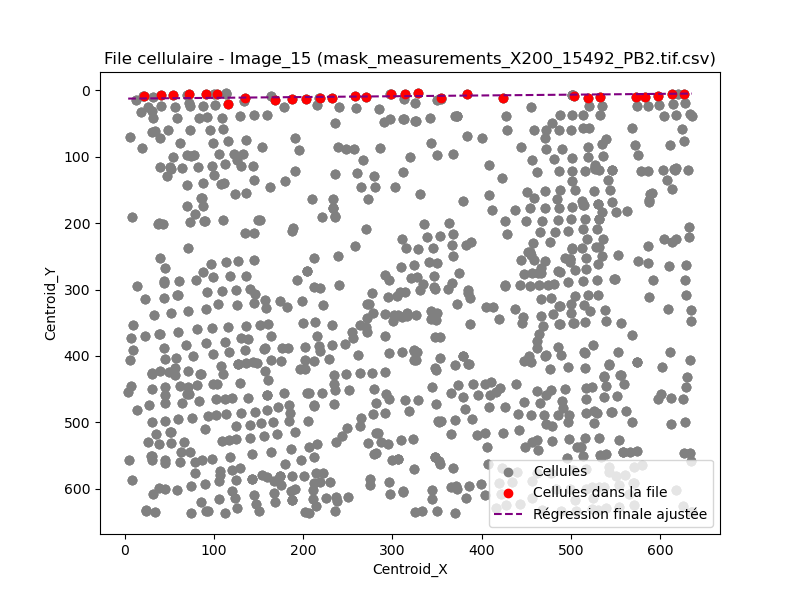 File cellulaire - Image_15 (mask_measurements_X200_15492_PB2.tif.csv)
Centroid_Y
0
100
200
300
400
500
600
Cellules
Cellules dans la file
Régression finale ajustée
0 100 200 300 400 500 600
Centroid_X